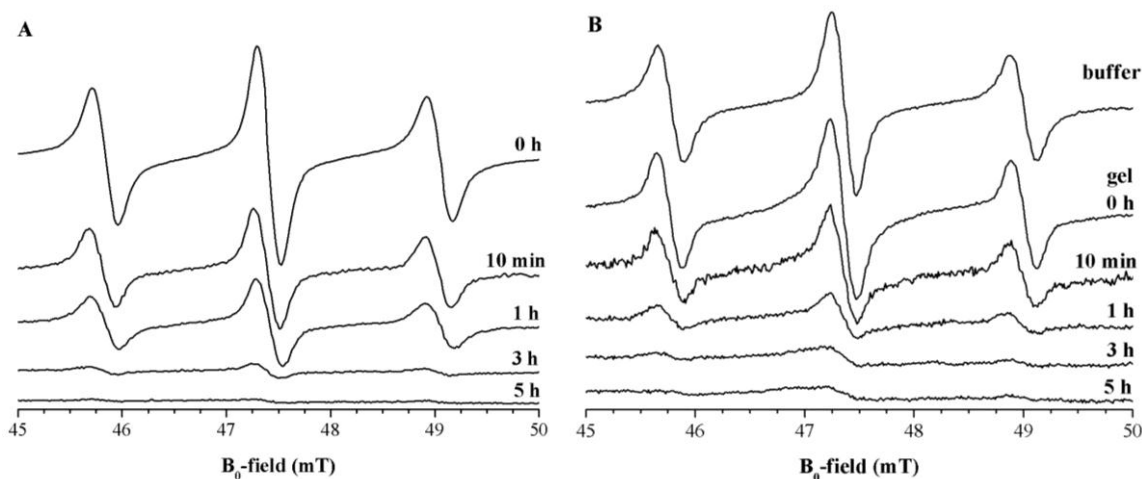 A
0 h
10 min
1 h
3 h
5 h
45 46 47 48 49 50
B₀-field (mT)
B
buffer
gel
0 h
10 min
1 h
3 h
5 h
45 46 47 48 49 50
B₀-field (mT)